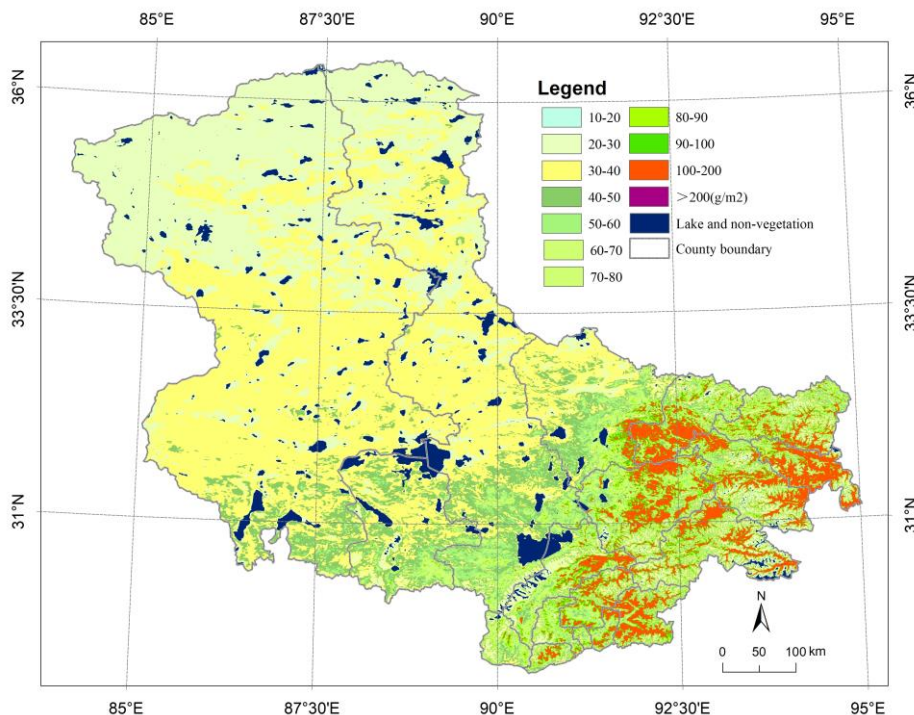 85°E 87°30'E 90°E 92°30'E 95°E
36°N 36°N
Legend
10-20 80-90
20-30 90-100
30-40 100-200
40-50 >200(g/m2)
50-60 Lake and non-vegetation
60-70 County boundary
70-80
33°30'N 33°30'N
31°N 31°N
N
0 50 100 km
85°E 87°30'E 90°E 92°30'E 95°E